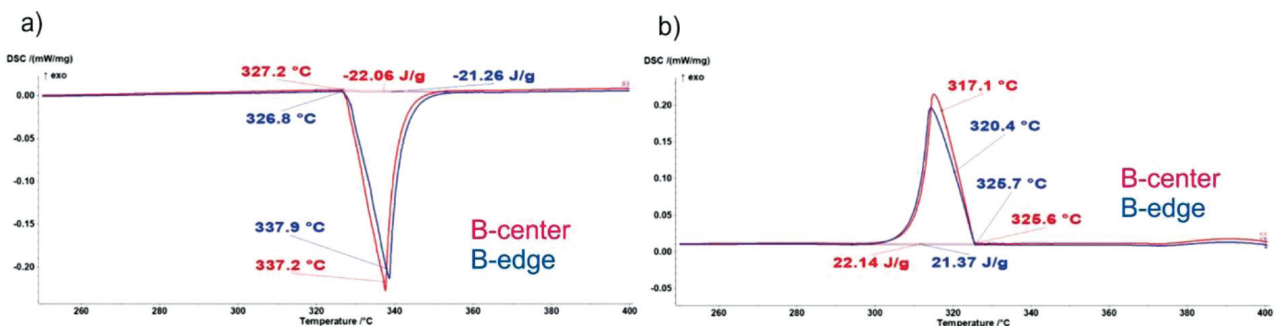 a)
DSC /(mW/mg)
↑ exo
327.2 °C
-22.06 J/g
-21.26 J/g
0.00
326.8 °C
-0.05
-0.10
-0.15
337.9 °C
B-center
337.2 °C
B-edge
-0.20
260 280 300 320 340 360 380 400
Temperature /°C
b)
DSC /(mW/mg)
↑ exo
317.1 °C
0.20
320.4 °C
0.15
325.7 °C
B-center
0.10
B-edge
325.6 °C
0.05
0.00
22.14 J/g
21.37 J/g
-0.05
260 280 300 320 340 360 380 400
Temperature /°C